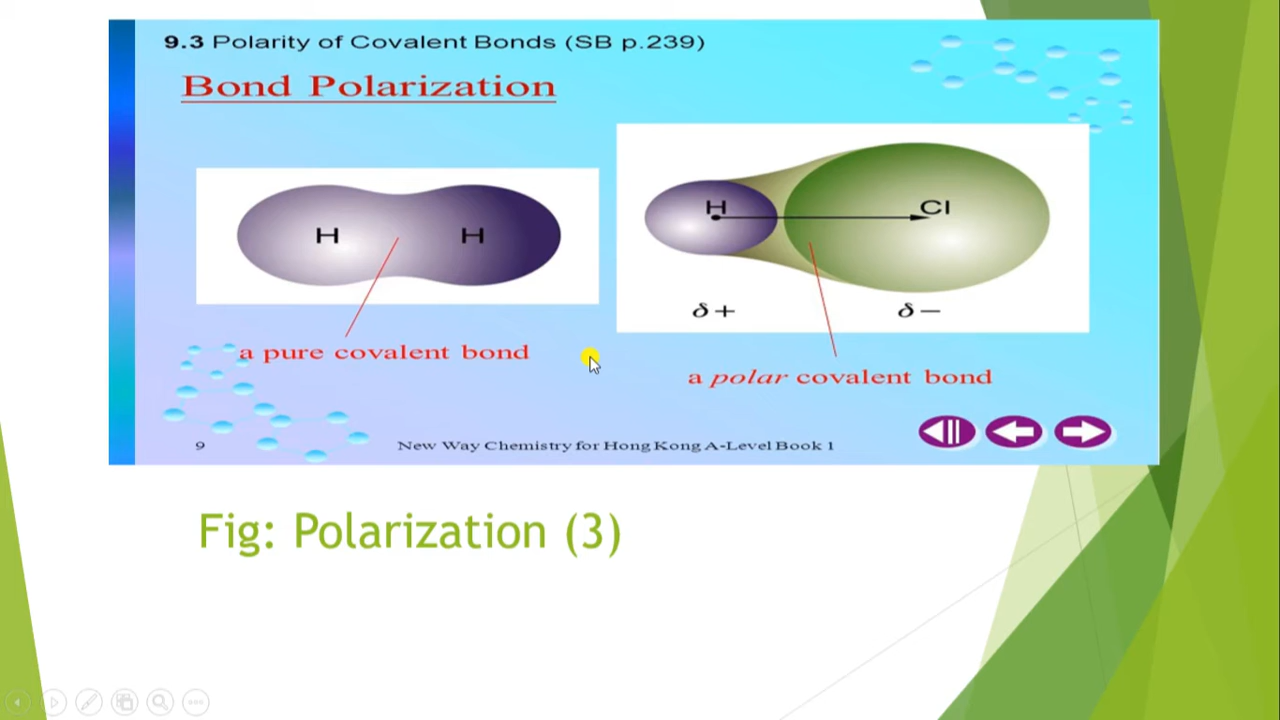 9.3 Polarity of Covalent Bonds (SB p.239)
Bond Polarization
H H
a pure covalent bond
H Cl
δ+ δ−
a polar covalent bond
9 New Way Chemistry for Hong Kong A-Level Book 1
Fig: Polarization (3)